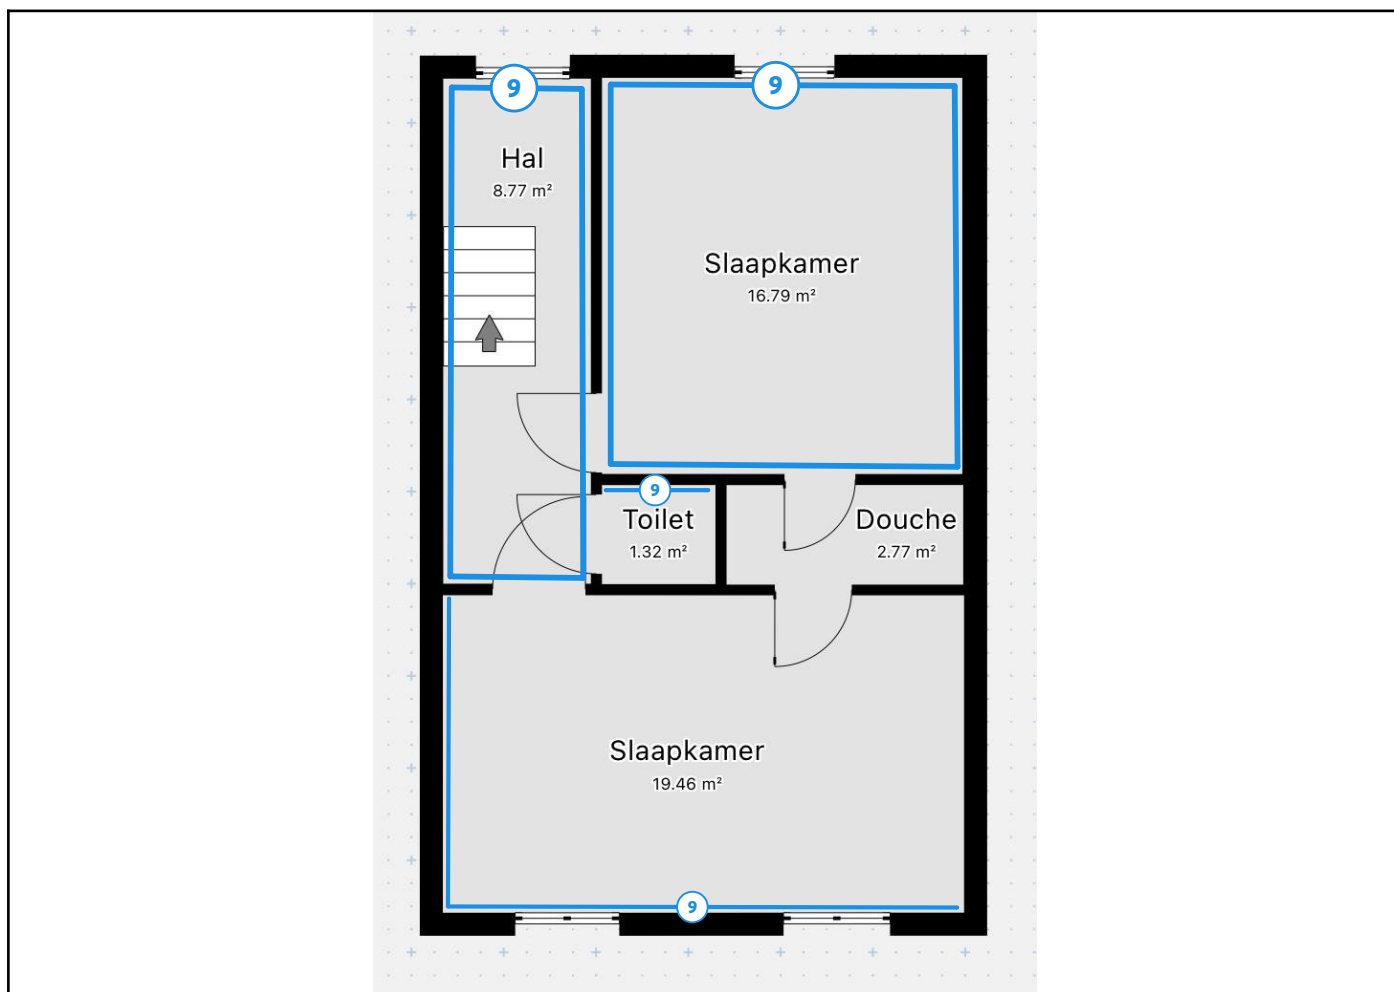 9
9
Hal
8.77 m²
Slaapkamer
16.79 m²
9
Toilet
1.32 m²
Douche
2.77 m²
Slaapkamer
19.46 m²
9